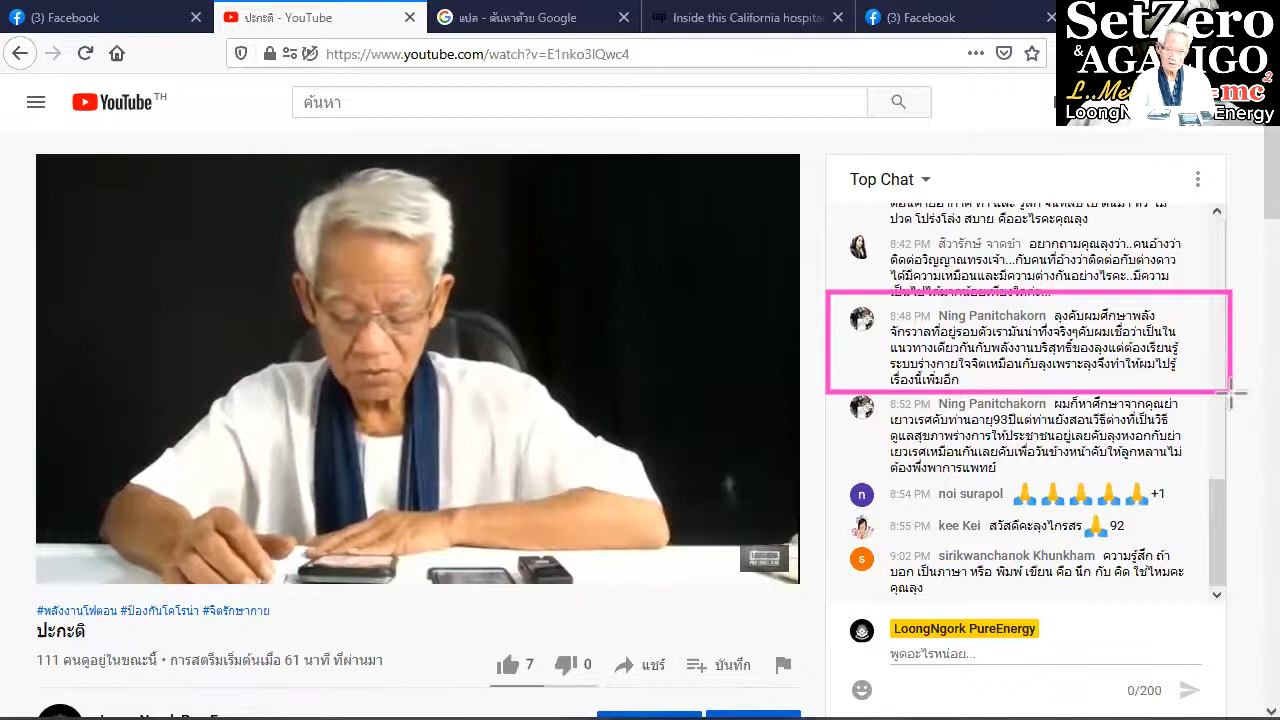 (3) Facebook
ปะกะติ - YouTube
แปล - ค้นหาด้วย Google
Inside this California hospital
(3) Facebook
SetZero
&
AGALIGO
https://www.youtube.com/watch?v=E1nko3lQwc4
YouTube TH
ค้นหา
Top Chat
ปวด โปร่งโล่ง สบาย คืออะไรคะคุณลุง
8:42 PM สิวารักษ์ จาดขำ อยากถามคุณลุงว่า..คนอ้างว่า
ติดต่อวิญญาณทรงเจ้า...กับคนที่อ้างว่าติดต่อกับต่างดาว
ได้มีความเหมือนและมีความต่างกันอย่างไรคะ..มีความ
8:48 PM Ning Panitchakorn ลุงคับผมศึกษาพลัง
จักรวาลที่อยู่รอบตัวเรามันน่าทึ่งจริงๆคับผมเชื่อว่าเป็นใน
แนวทางเดียวกันกับพลังงานบริสุทธิ์ของลุงแต่ต้องเรียนรู้
ระบบร่างกายใจจิตเหมือนกับลุงเพราะลุงจึงทำให้ผมไปรู้
เรื่องนี้เพิ่มอีก
8:52 PM Ning Panitchakorn ผมก็หาศึกษาจากคุณย่า
เยาวเรศคับท่านอายุ93ปีแต่ท่านยังสอนวิธีต่างที่เป็นวิธี
ดูแลสุขภาพร่างการให้ประชาชนอยู่เลยคับลุงหงอกกับย่า
เยวเรศเหมือนกันเลยคับเพื่อวันข้างหน้าคับให้ลูกหลานไม่
ต้องพึ่งพาการแพทย์
n 8:54 PM noi surapol 🙏🙏🙏🙏🙏 +1
8:55 PM kee Kei สวัสดีคะลุงไกรสร 🙏 92
s 9:02 PM sirikwanchanok Khunkham ความรู้สึก ถ้า
บอก เป็นภาษา หรือ พิมพ์ เขียน คือ นึก กับ คิด ใช่ไหมคะ
คุณลุง
LoongNgork PureEnergy
พูดอะไรหน่อย...
0/200
#พลังงานโฟตอน #ป้องกันโคโรน่า #จิตรักษากาย
ปะกะติ
111 คนดูอยู่ในขณะนี้ • การสตรีมเริ่มต้นเมื่อ 61 นาที ที่ผ่านมา
7
0
แชร์
บันทึก